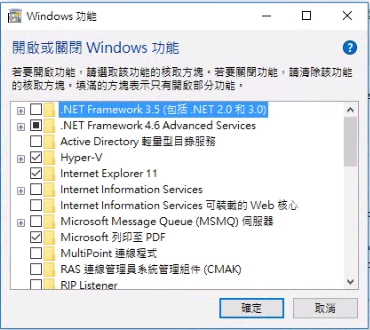 Windows 功能
開啟或關閉 Windows 功能
若要開啟功能，請選取該功能的核取方塊。若要關閉功能，請清除該功能
的核取方塊。填滿的方塊表示只有開啟部分功能。
.NET Framework 3.5 (包括 .NET 2.0 和 3.0)
.NET Framework 4.6 Advanced Services
Active Directory 輕量型目錄服務
Hyper-V
Internet Explorer 11
Internet Information Services
Internet Information Services 可裝載的 Web 核心
Microsoft Message Queue (MSMQ) 伺服器
Microsoft 列印至 PDF
MultiPoint 連線程式
RAS 連線管理員系統管理組件 (CMAK)
RIP Listener
確定
取消